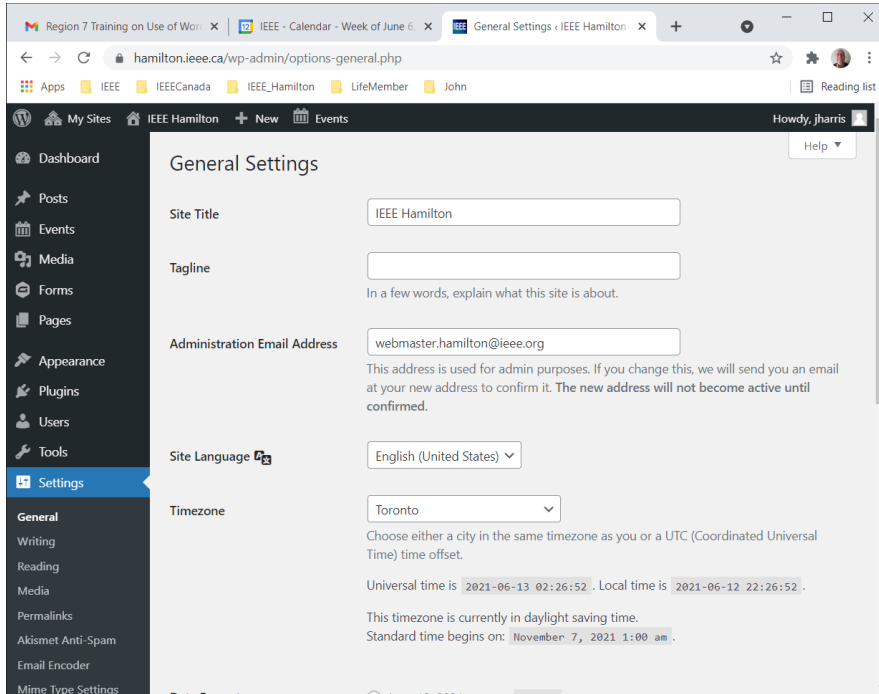 Region 7 Training on Use of Wor
IEEE - Calendar - Week of June 6,
General Settings ‹ IEEE Hamilton
hamilton.ieee.ca/wp-admin/options-general.php
Apps IEEE IEEECanada IEEE_Hamilton LifeMember John Reading list
My Sites IEEE Hamilton New Events Howdy, jharris
Help
Dashboard
Posts
Events
Media
Forms
Pages
Appearance
Plugins
Users
Tools
Settings
General
Writing
Reading
Media
Permalinks
Akismet Anti-Spam
Email Encoder
Mime Type Settings
General Settings
Site Title IEEE Hamilton
Tagline
In a few words, explain what this site is about.
Administration Email Address webmaster.hamilton@ieee.org
This address is used for admin purposes. If you change this, we will send you an email
at your new address to confirm it. The new address will not become active until
confirmed.
Site Language English (United States)
Timezone Toronto
Choose either a city in the same timezone as you or a UTC (Coordinated Universal
Time) time offset.
Universal time is 2021-06-13 02:26:52 . Local time is 2021-06-12 22:26:52 .
This timezone is currently in daylight saving time.
Standard time begins on: November 7, 2021 1:00 am .